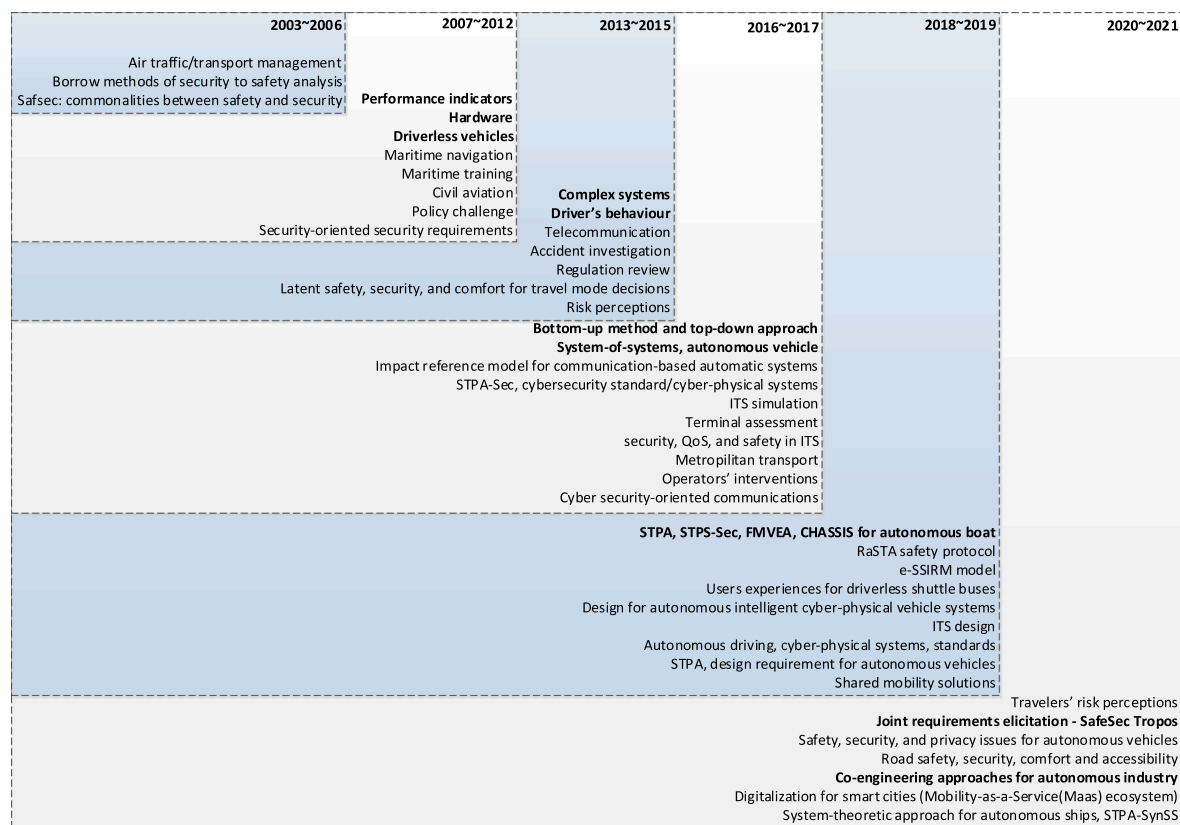 2003~2006
2007~2012
2013~2015
2016~2017
2018~2019
2020~2021
Air traffic/transport management
Borrow methods of security to safety analysis
Safsec: commonalities between safety and security
Performance indicators
Hardware
Driverless vehicles
Maritime navigation
Maritime training
Civil aviation
Policy challenge
Security-oriented security requirements
Complex systems
Driver's behaviour
Telecommunication
Accident investigation
Regulation review
Latent safety, security, and comfort for travel mode decisions
Risk perceptions
Bottom-up method and top-down approach
System-of-systems, autonomous vehicle
Impact reference model for communication-based automatic systems
STPA-Sec, cybersecurity standard/cyber-physical systems
ITS simulation
Terminal assessment
security, QoS, and safety in ITS
Metropolitan transport
Operators' interventions
Cyber security-oriented communications
STPA, STPS-Sec, FMVEA, CHASSIS for autonomous boat
RaSTA safety protocol
e-SSIRM model
Users experiences for driverless shuttle buses
Design for autonomous intelligent cyber-physical vehicle systems
ITS design
Autonomous driving, cyber-physical systems, standards
STPA, design requirement for autonomous vehicles
Shared mobility solutions
Travelers' risk perceptions
Joint requirements elicitation - SafeSec Tropos
Safety, security, and privacy issues for autonomous vehicles
Road safety, security, comfort and accessibility
Co-engineering approaches for autonomous industry
Digitalization for smart cities (Mobility-as-a-Service(Maas) ecosystem)
System-theoretic approach for autonomous ships, STPA-SynSS